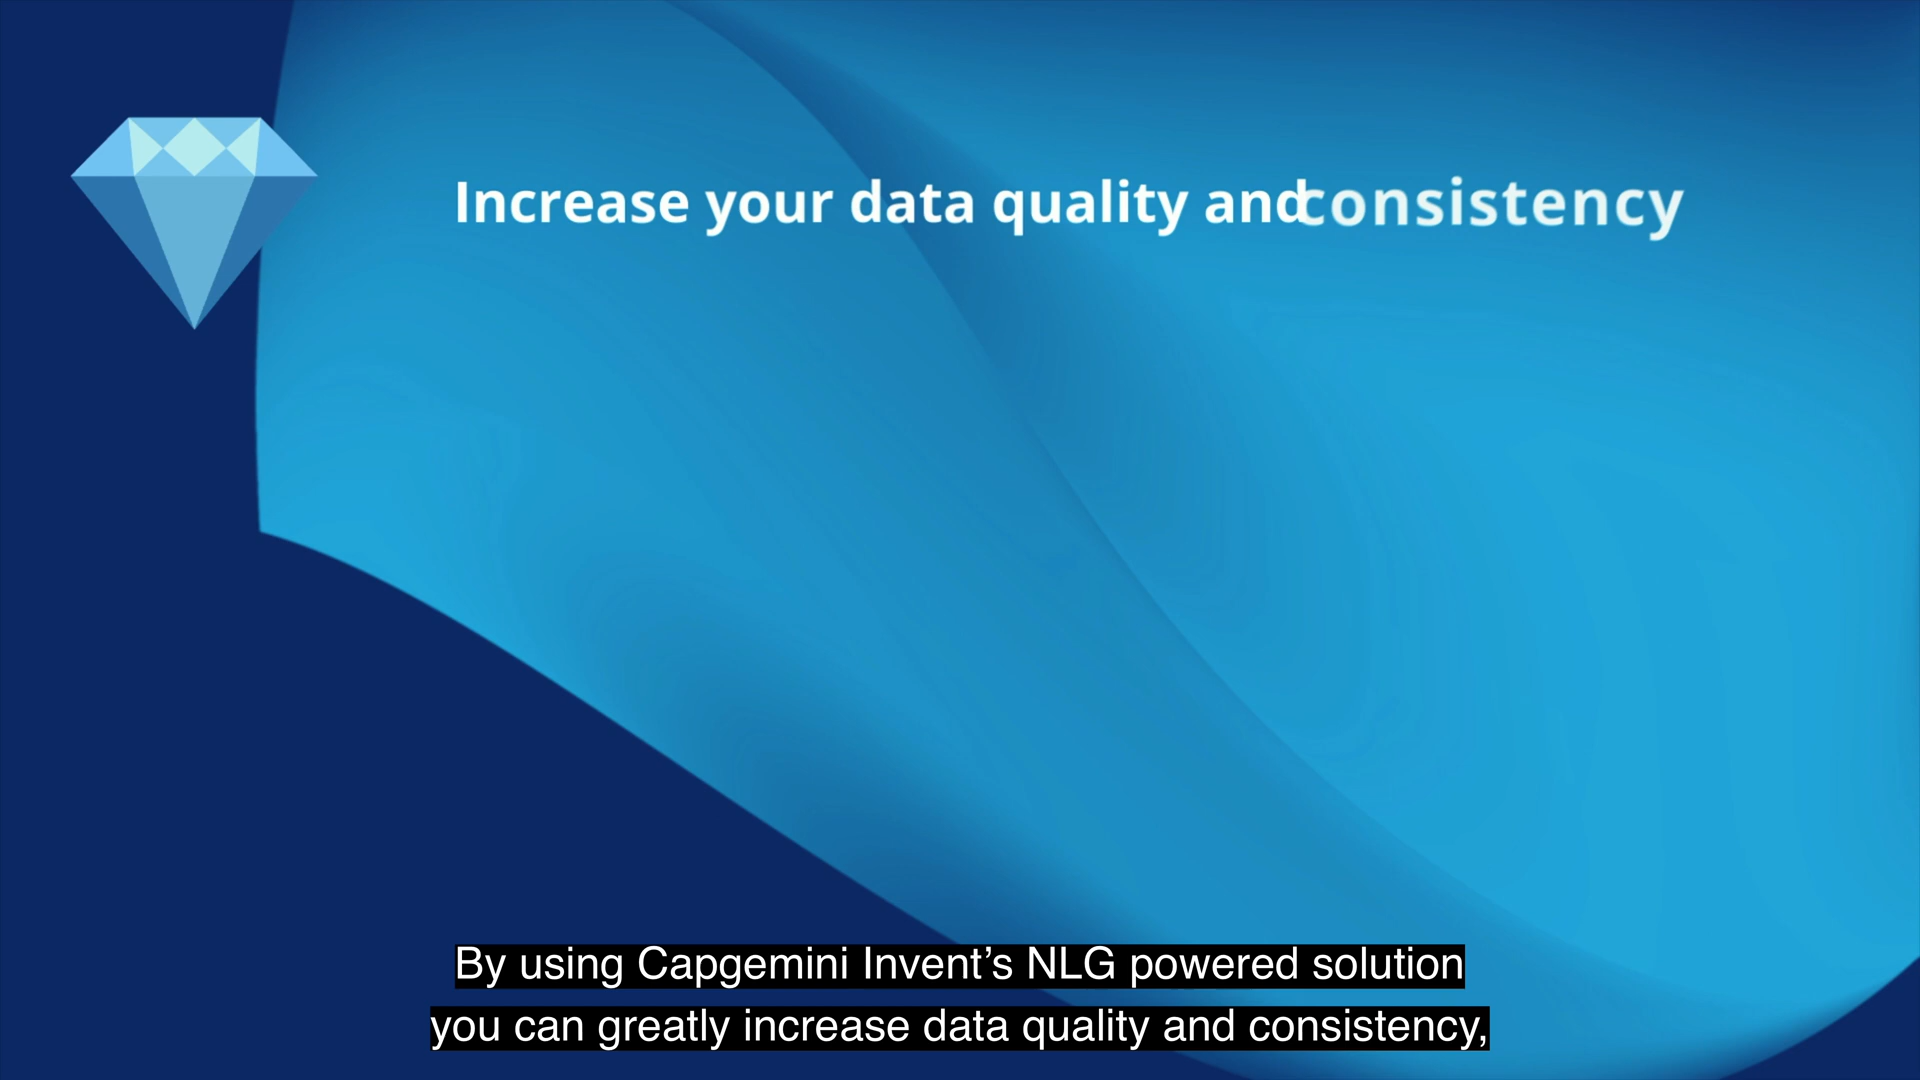 Increase your data quality and consistency
By using Capgemini Invent’s NLG powered solution
you can greatly increase data quality and consistency,